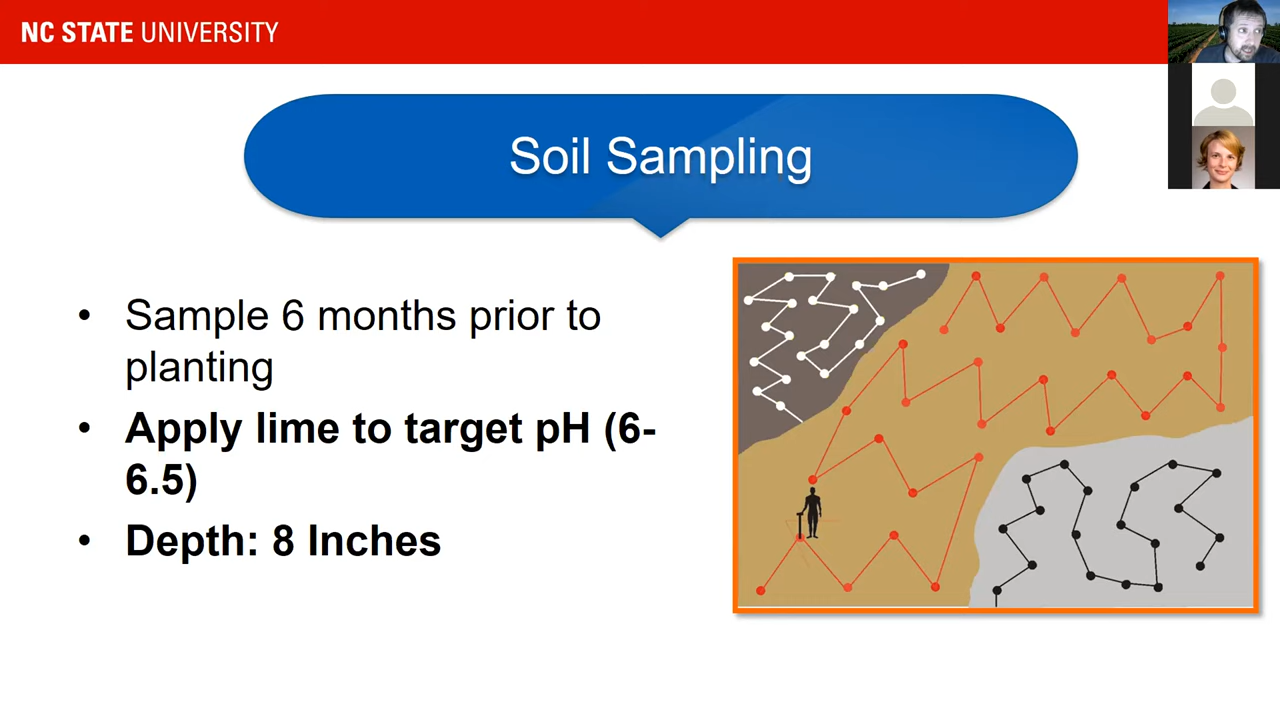 NC STATE UNIVERSITY
Soil Sampling
• Sample 6 months prior to
planting
• Apply lime to target pH (6-
6.5)
• Depth: 8 Inches